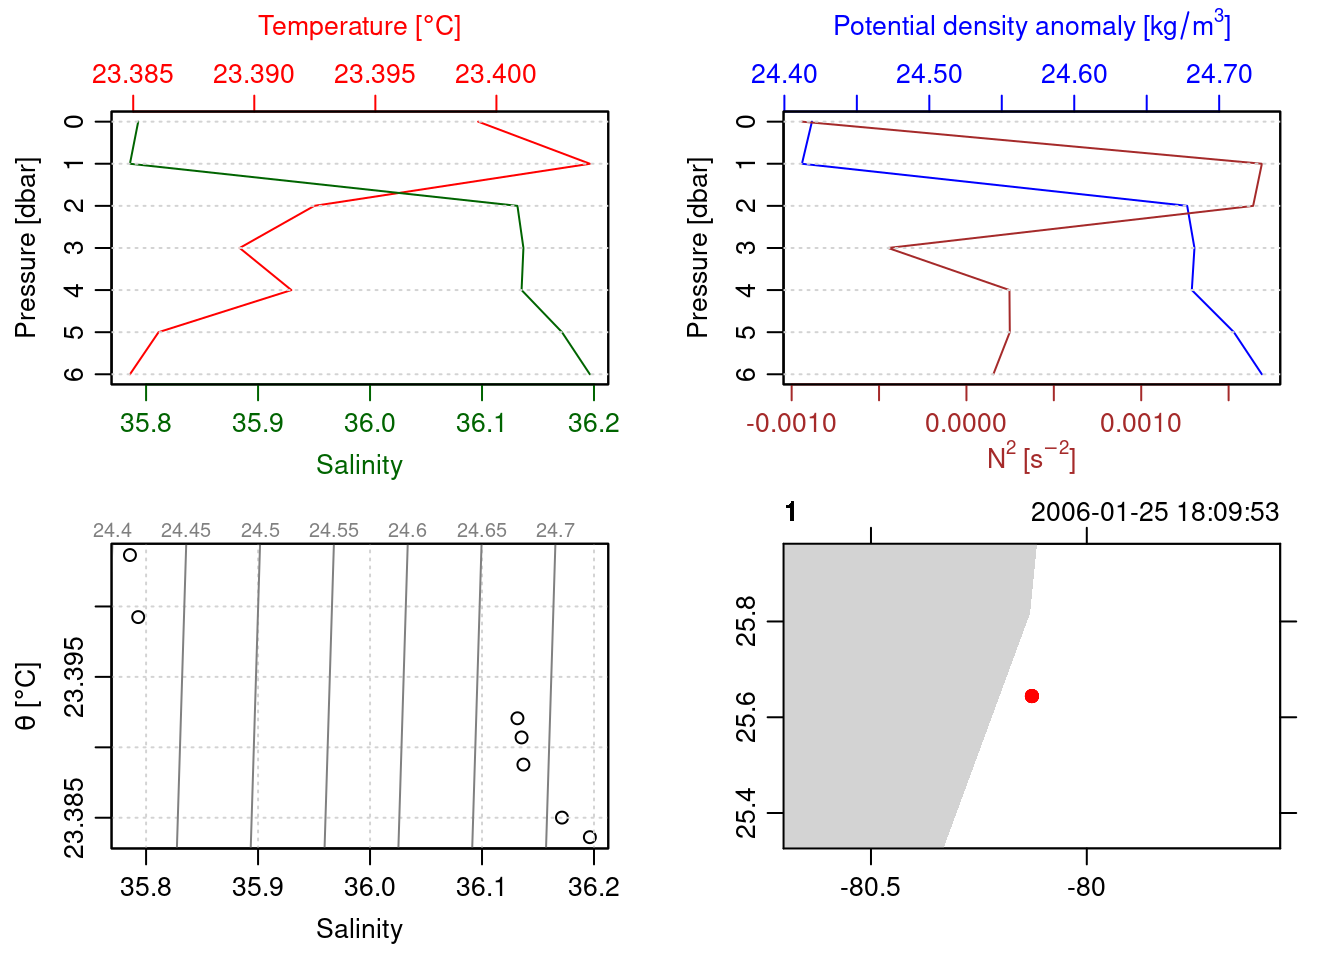 Temperature [°C]
23.385 23.390 23.395 23.400
0
1
2
3
4
5
6
Pressure [dbar]
35.8 35.9 36.0 36.1 36.2
Salinity
Potential density anomaly [kg/m³]
24.40 24.50 24.60 24.70
0
1
2
3
4
5
6
Pressure [dbar]
-0.0010 0.0000 0.0010
N² [s⁻²]
24.4 24.45 24.5 24.55 24.6 24.65 24.7
23.395
23.385
θ [°C]
35.8 35.9 36.0 36.1 36.2
Salinity
1 2006-01-25 18:09:53
25.8
25.6
25.4
-80.5 -80